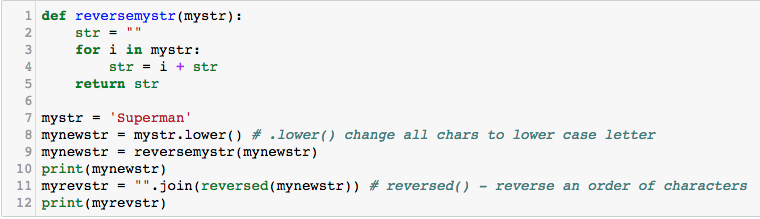 1 def reversemystr(mystr):
2     str = ""
3     for i in mystr:
4         str = i + str
5     return str
6
7 mystr = 'Superman'
8 mynewstr = mystr.lower() # .lower() change all chars to lower case letter
9 mynewstr = reversemystr(mynewstr)
10 print(mynewstr)
11 myrevstr = "".join(reversed(mynewstr)) # reversed() - reverse an order of characters
12 print(myrevstr)